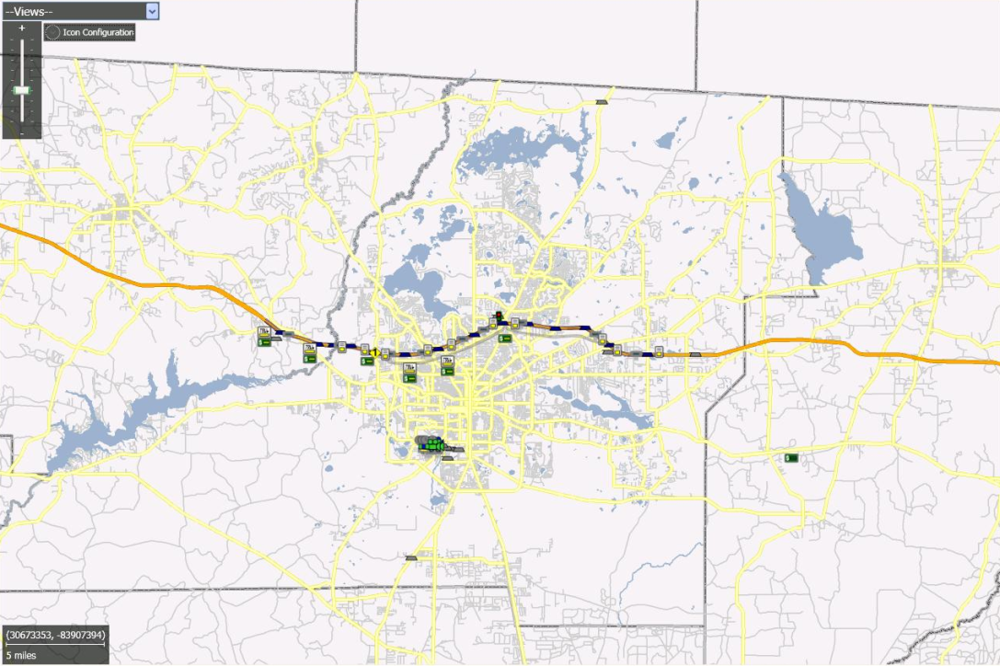 --Views--
+
Icon Configuration
-
(30673353, -83907394)
5 miles